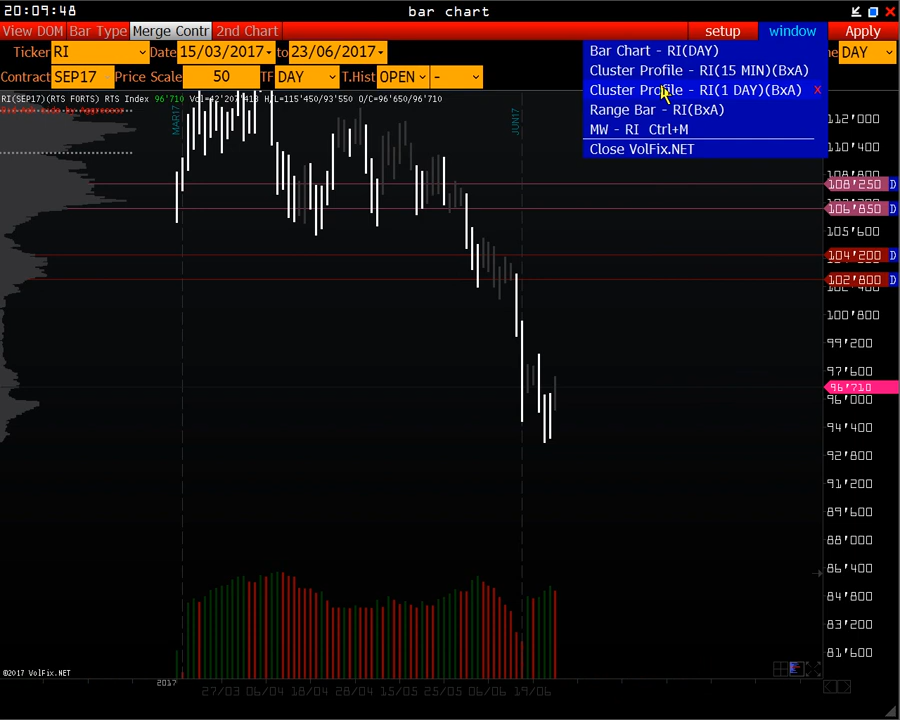 20:09:48 bar chart
View DOM Bar Type Merge Contr 2nd Chart setup window Apply
Ticker RI Date 15/03/2017 to 23/06/2017 DAY
Contract SEP17 Price Scale 50 TF DAY T.Hist OPEN -
Bar Chart - RI(DAY)
Cluster Profile - RI(15 MIN)(BxA)
Cluster Profile - RI(1 DAY)(BxA) x
Range Bar - RI(BxA)
MW - RI Ctrl+M
Close VolFix.NET
RI(SEP17)(RTS FORTS) RTS Index 96'710 Vol=42'207'413 H/L=115'450/93'550 O/C=96'650/96'710
MAR17
JUN17
112'000
110'400
108'800
108'250 D
106'850 D
105'600
104'200 D
102'800 D
102'400
100'800
99'200
97'600
96'710
96'000
94'400
92'800
91'200
89'600
88'000
86'400
84'800
83'200
81'600
©2017 VolFix.NET
2017
27/03 06/04 18/04 28/04 15/05 25/05 06/06 19/06